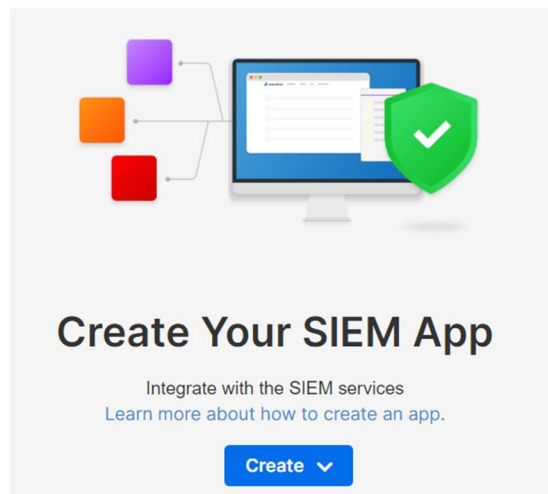 Create Your SIEM App
Integrate with the SIEM services
Learn more about how to create an app.
Create